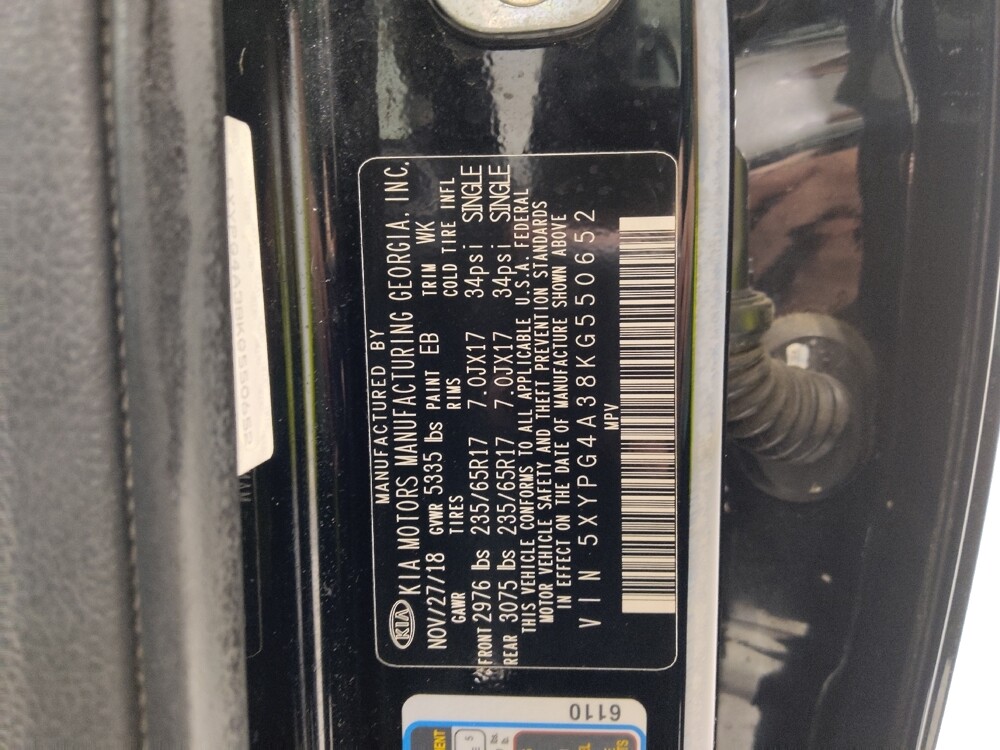 MANUFACTURED BY
KIA KIA MOTORS MANUFACTURING GEORGIA, INC.
NOV/27/18 GVWR 5335 lbs PAINT EB TRIM WK
GAWR TIRES RIMS COLD TIRE INFL
FRONT 2976 lbs 235/65R17 7.0JX17 34psi SINGLE
REAR 3075 lbs 235/65R17 7.0JX17 34psi SINGLE
THIS VEHICLE CONFORMS TO ALL APPLICABLE U.S.A. FEDERAL
MOTOR VEHICLE SAFETY AND THEFT PREVENTION STANDARDS
IN EFFECT ON THE DATE OF MANUFACTURE SHOWN ABOVE
VIN 5XYPG4A38KG550652
MPV
6110